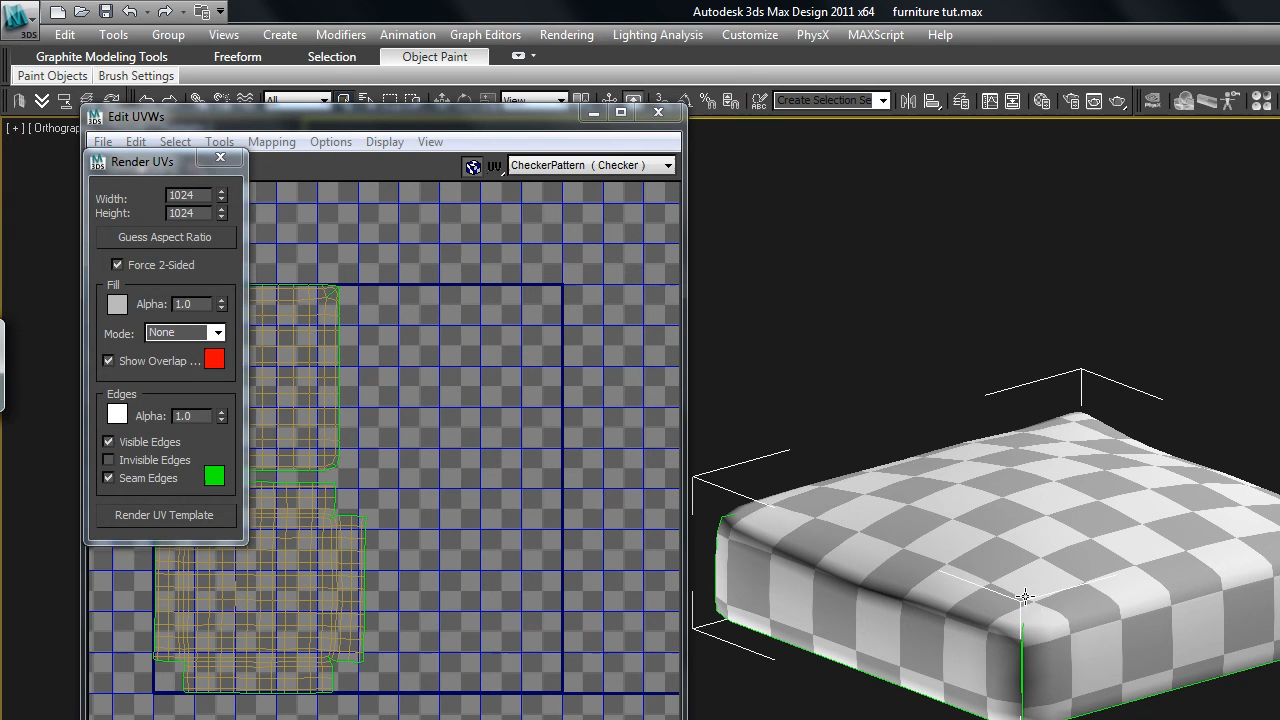 Autodesk 3ds Max Design 2011 x64 furniture tut.max
3DS
Edit Tools Group Views Create Modifiers Animation Graph Editors Rendering Lighting Analysis Customize PhysX MAXScript Help
Graphite Modeling Tools Freeform Selection Object Paint
Paint Objects Brush Settings
All View Create Selection Se
[ + ] [ Orthogra
Edit UVWs
File Edit Select Tools Mapping Options Display View
Render UVs
UV CheckerPattern ( Checker )
Width: 1024
Height: 1024
Guess Aspect Ratio
Force 2-Sided
Fill
Alpha: 1.0
Mode: None
Show Overlap ...
Edges
Alpha: 1.0
Visible Edges
Invisible Edges
Seam Edges
Render UV Template